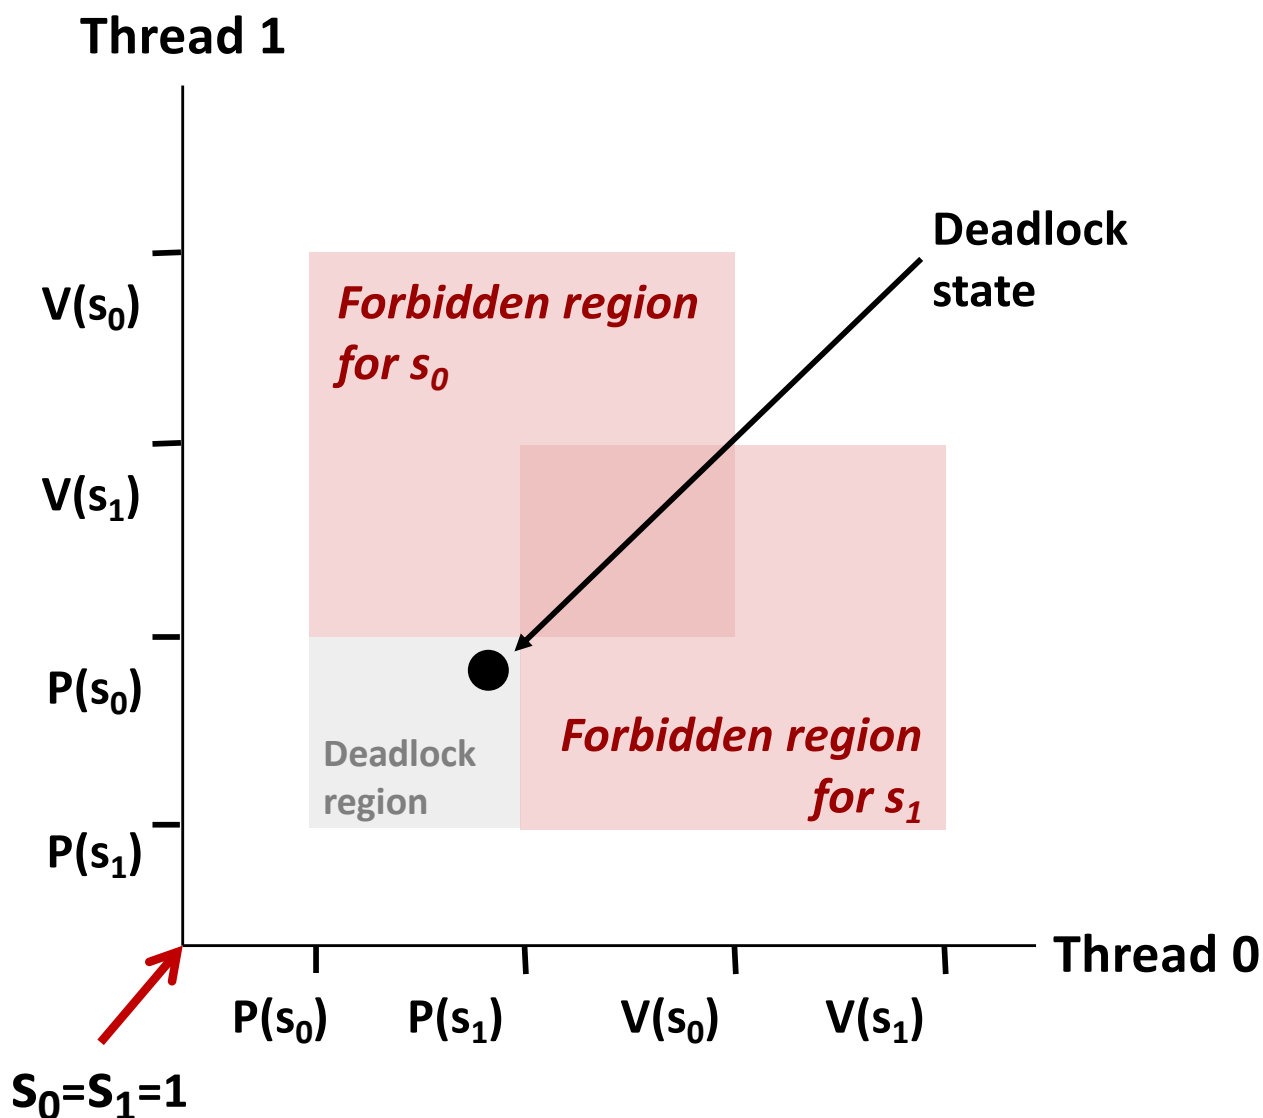 Thread 1
Deadlock
state
V(s₀)
Forbidden region
for s₀
V(s₁)
P(s₀)
Forbidden region
for s₁
Deadlock
region
P(s₁)
Thread 0
P(s₀) P(s₁) V(s₀) V(s₁)
s₀=s₁=1